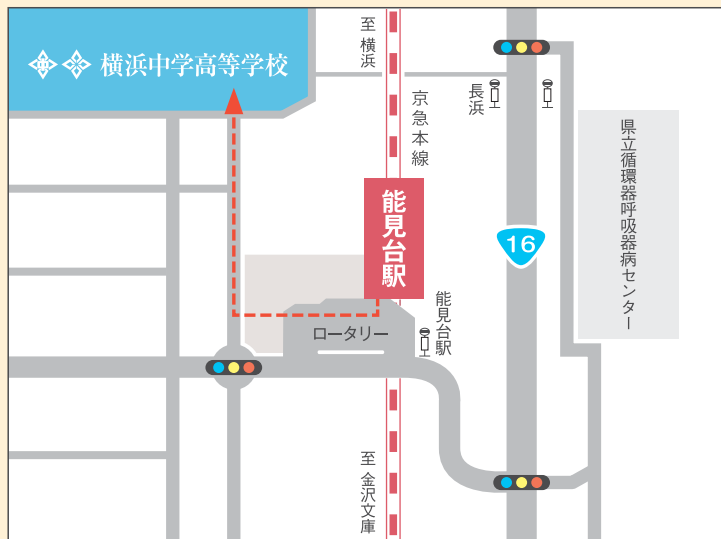 横浜中学高等学校
至 横浜
京急本線
長浜
県立循環器呼吸器病センター
能見台駅
16
能見台駅
ロータリー
至 金沢文庫